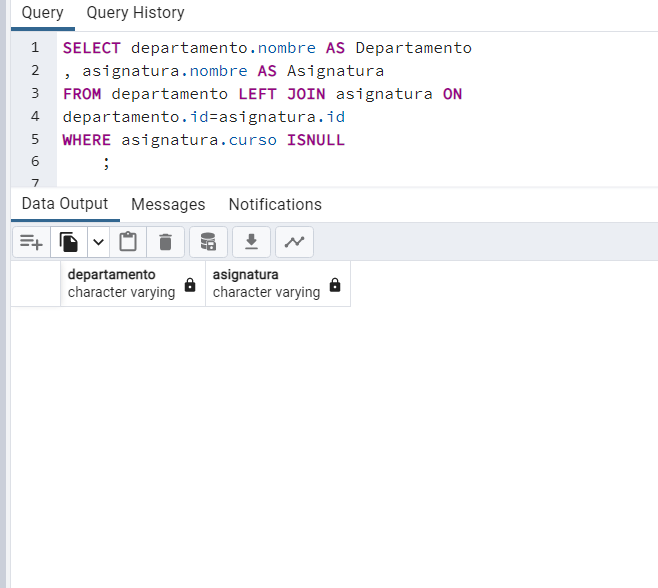 Query Query History
1 SELECT departamento.nombre AS Departamento
2 , asignatura.nombre AS Asignatura
3 FROM departamento LEFT JOIN asignatura ON
4 departamento.id=asignatura.id
5 WHERE asignatura.curso ISNULL
6 ;
7
Data Output Messages Notifications
departamento asignatura
character varying character varying